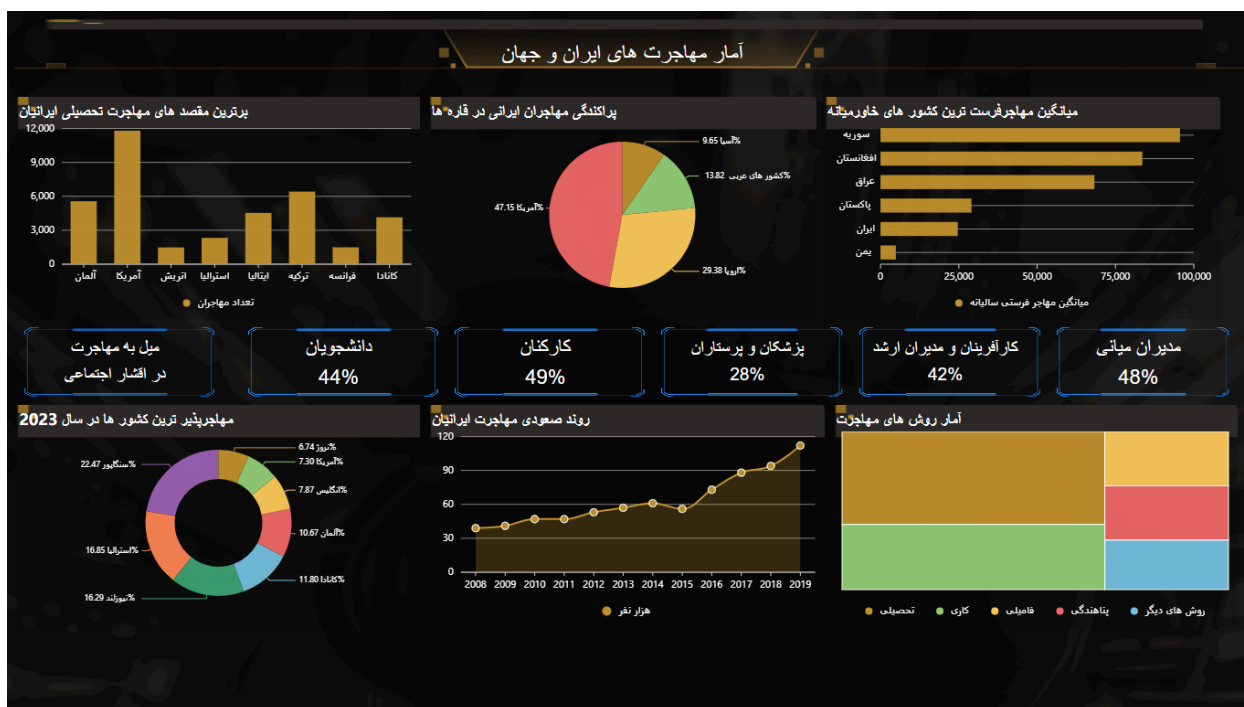 آمار مهاجرت های ایران و جهان
میانگین مهاجرفرست ترین کشور های خاورمیانه
سوریه
افغانستان
عراق
پاکستان
ایران
یمن
0 25,000 50,000 75,000 100,000
میانگین مهاجر فرستی سالیانه
پراکندگی مهاجران ایرانی در قاره ها
%آسیا 9.65
%کشور های عربی 13.82
%اروپا 29.38
%آمریکا 47.15
برترین مقصد های مهاجرت تحصیلی ایرانیان
12,000
9,000
6,000
3,000
0
آلمان آمریکا اتریش استرالیا ایتالیا ترکیه فرانسه کانادا
تعداد مهاجران
مدیران میانی
48%
کارآفرینان و مدیران ارشد
42%
پزشکان و پرستاران
28%
کارکنان
49%
دانشجویان
44%
میل به مهاجرت
در اقشار اجتماعی
آمار روش های مهاجرت
تحصیلی کاری فامیلی پناهندگی روش های دیگر
روند صعودی مهاجرت ایرانیان
120
90
60
30
0
2008 2009 2010 2011 2012 2013 2014 2015 2016 2017 2018 2019
هزار نفر
مهاجرپذیر ترین کشور ها در سال 2023
%نروژ 6.74
%آمریکا 7.30
%انگلیس 7.87
%آلمان 10.67
%کانادا 11.80
%نیوزلند 16.29
%استرالیا 16.85
%سنگاپور 22.47